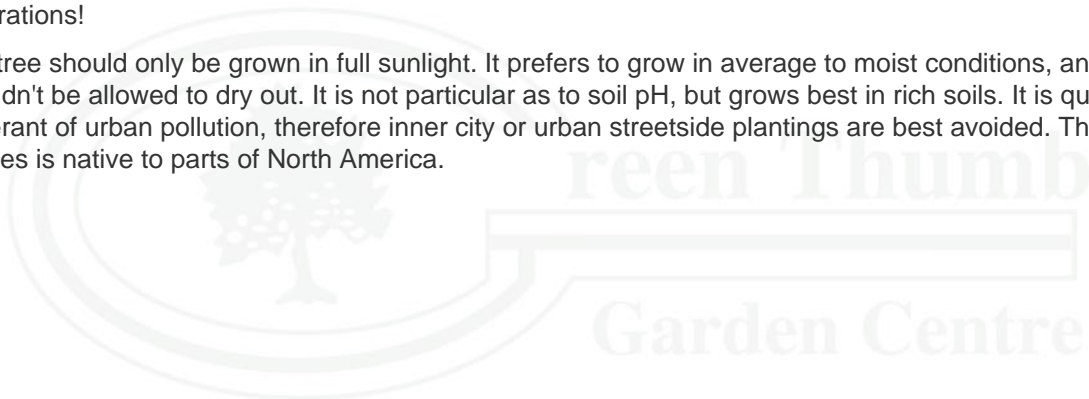 rations!
tree should only be grown in full sunlight. It prefers to grow in average to moist conditions, an
ldn't be allowed to dry out. It is not particular as to soil pH, but grows best in rich soils. It is qu
erant of urban pollution, therefore inner city or urban streetside plantings are best avoided. Th
es is native to parts of North America.
reen Thumb
Garden Centre